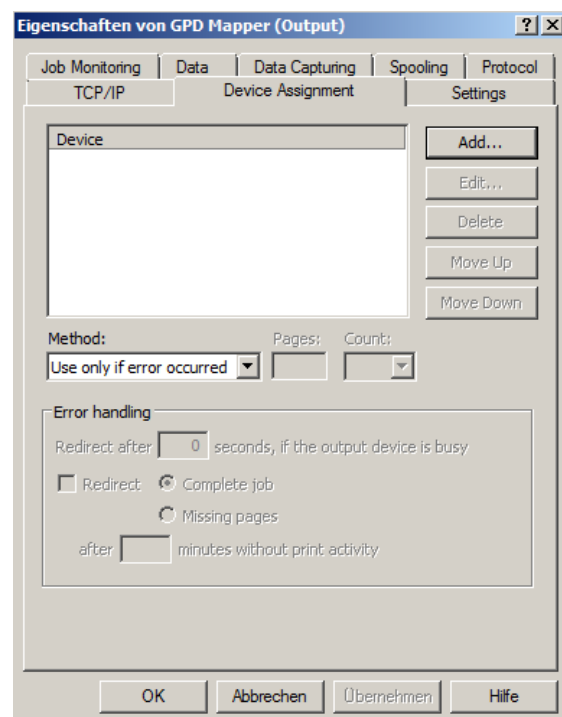 Eigenschaften von GPD Mapper (Output)
Job Monitoring Data Data Capturing Spooling Protocol
TCP/IP Device Assignment Settings
Device
Add...
Edit...
Delete
Move Up
Move Down
Method: Pages: Count:
Use only if error occurred
Error handling
Redirect after 0 seconds, if the output device is busy
Redirect Complete job
Missing pages
after minutes without print activity
OK Abbrechen Übernehmen Hilfe